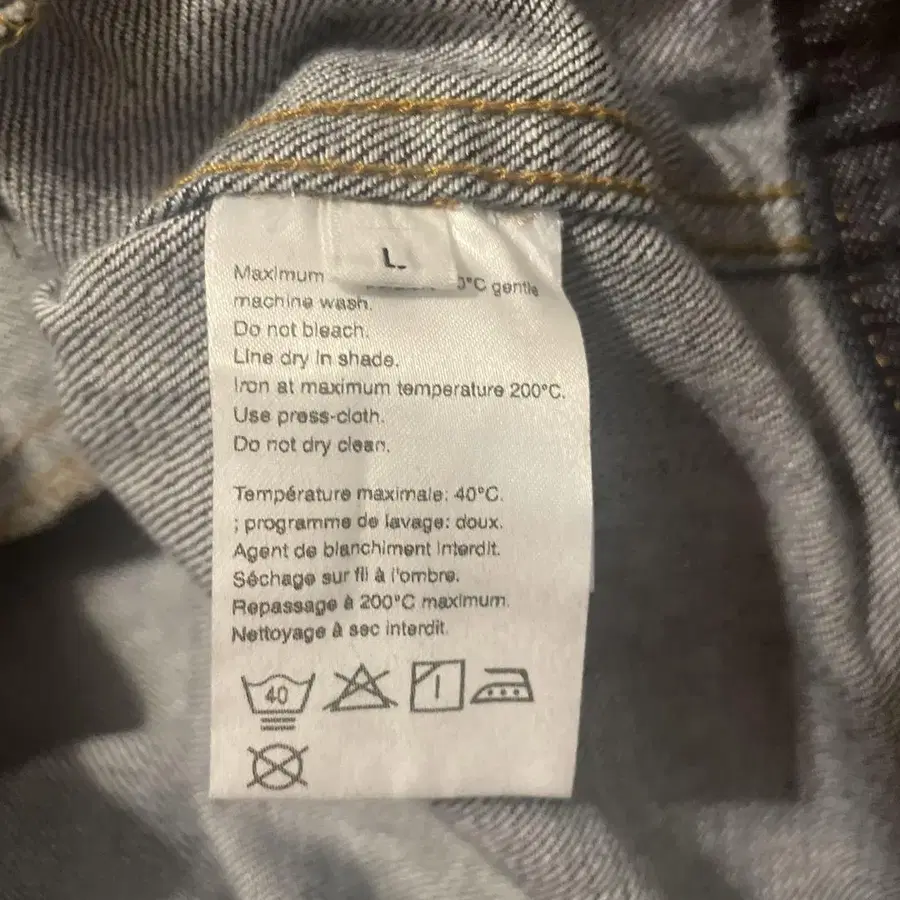 L.
Maximum 0°C gentle
machine wash.
Do not bleach.
Line dry in shade.
Iron at maximum temperature 200°C.
Use press-cloth.
Do not dry clean.
Température maximale: 40°C.
; programme de lavage: doux.
Agent de blanchiment interdit.
Séchage sur fil à l'ombre.
Repassage à 200°C maximum.
Nettoyage à sec interdit.
40